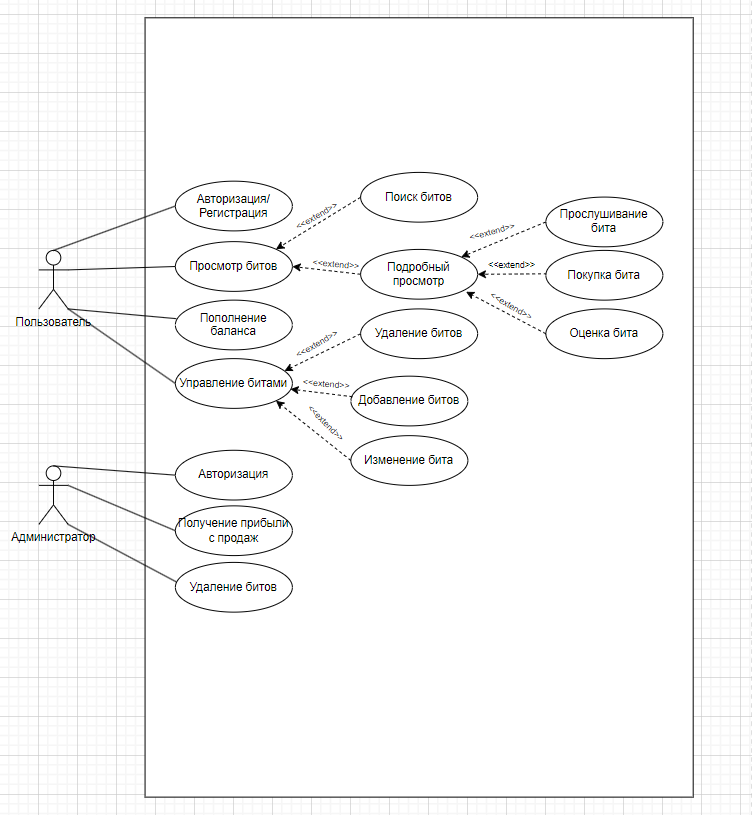 Авторизация/
Регистрация
Поиск битов
<<extend>>
Прослушивание
бита
<<extend>>
Просмотр битов
<<extend>>
Подробный
просмотр
<<extend>>
Покупка бита
Пользователь
Пополнение
баланса
<<extend>>
Оценка бита
<<extend>>
Удаление битов
Управление битами
<<extend>>
Добавление битов
<<extend>>
Изменение бита
Авторизация
Администратор
Получение прибыли
с продаж
Удаление битов